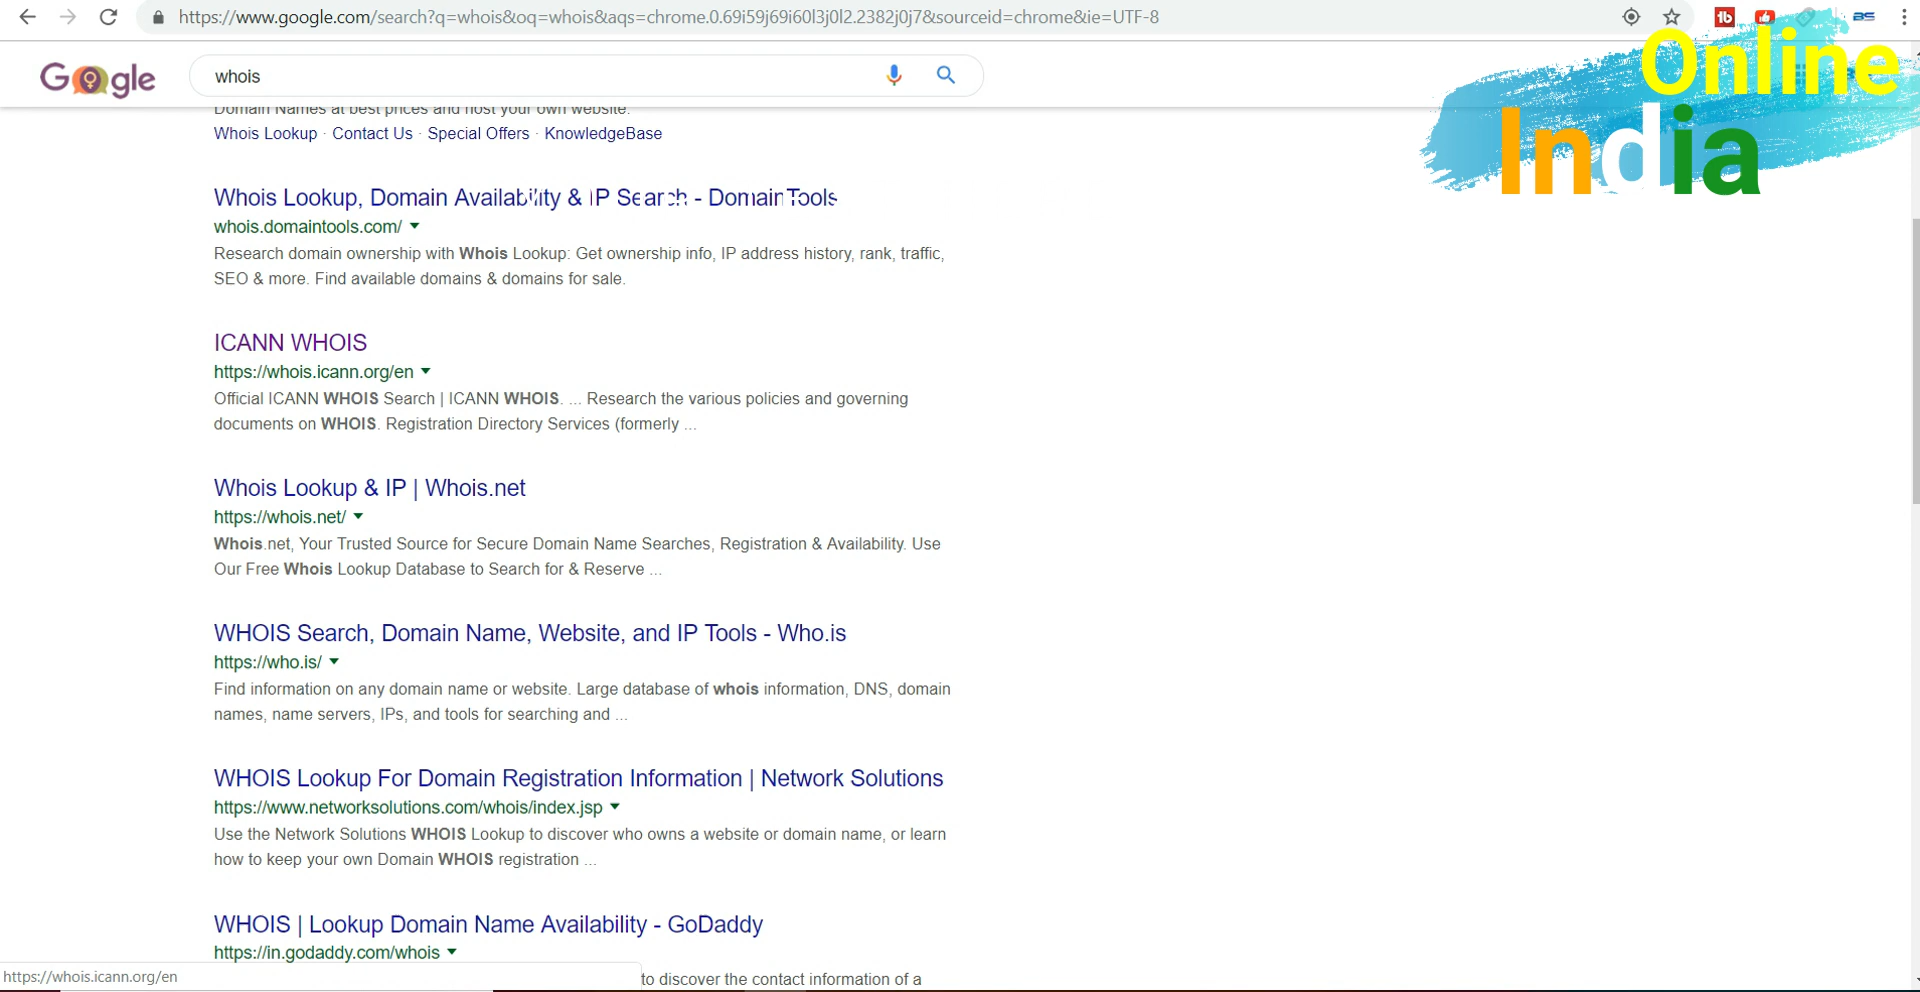 https://www.google.com/search?q=whois&oq=whois&aqs=chrome.0.69i59j69i60l3j0l2.2382j0j7&sourceid=chrome&ie=UTF-8
Online
India
Google
whois
Domain Names at best prices and host your own website.
Whois Lookup · Contact Us · Special Offers · KnowledgeBase
Whois Lookup, Domain Availability & IP Search - DomainTools
whois.domaintools.com/
Research domain ownership with Whois Lookup: Get ownership info, IP address history, rank, traffic,
SEO & more. Find available domains & domains for sale.
ICANN WHOIS
https://whois.icann.org/en
Official ICANN WHOIS Search | ICANN WHOIS. ... Research the various policies and governing
documents on WHOIS. Registration Directory Services (formerly ...
Whois Lookup & IP | Whois.net
https://whois.net/
Whois.net, Your Trusted Source for Secure Domain Name Searches, Registration & Availability. Use
Our Free Whois Lookup Database to Search for & Reserve ...
WHOIS Search, Domain Name, Website, and IP Tools - Who.is
https://who.is/
Find information on any domain name or website. Large database of whois information, DNS, domain
names, name servers, IPs, and tools for searching and ...
WHOIS Lookup For Domain Registration Information | Network Solutions
https://www.networksolutions.com/whois/index.jsp
Use the Network Solutions WHOIS Lookup to discover who owns a website or domain name, or learn
how to keep your own Domain WHOIS registration ...
WHOIS | Lookup Domain Name Availability - GoDaddy
https://in.godaddy.com/whois
to discover the contact information of a
https://whois.icann.org/en